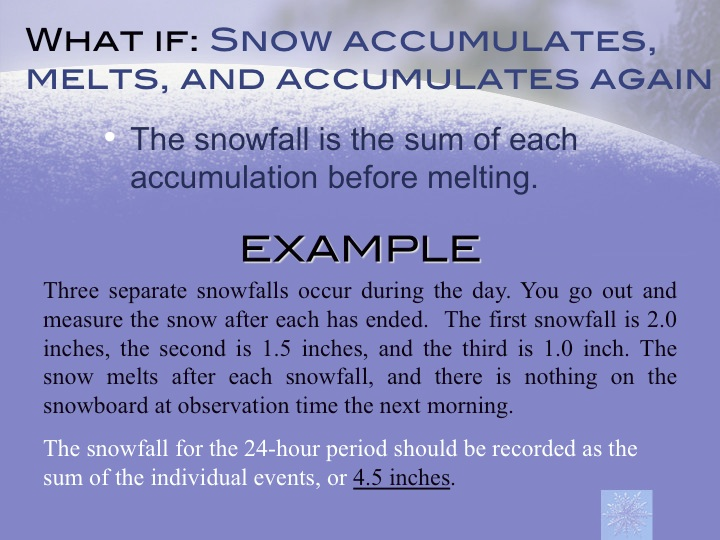 What if: Snow accumulates,
melts, and accumulates again
• The snowfall is the sum of each
accumulation before melting.
EXAMPLE
Three separate snowfalls occur during the day. You go out and
measure the snow after each has ended.  The first snowfall is 2.0
inches, the second is 1.5 inches, and the third is 1.0 inch. The
snow melts after each snowfall, and there is nothing on the
snowboard at observation time the next morning.
The snowfall for the 24-hour period should be recorded as the
sum of the individual events, or 4.5 inches.